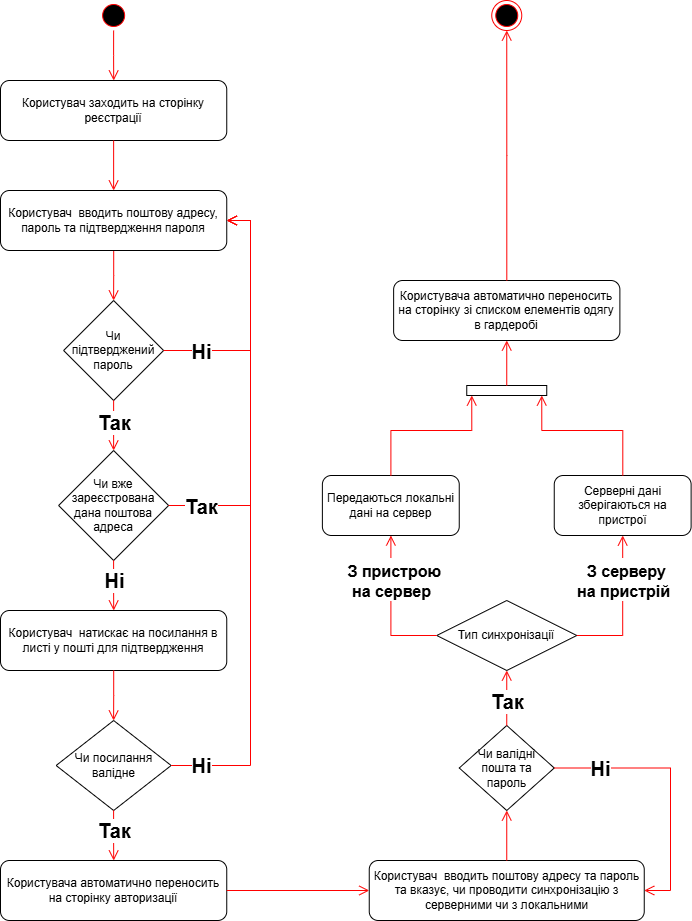 Користувач заходить на сторінку
реєстрації
Користувач вводить поштову адресу,
пароль та підтвердження пароля
Чи
підтверджений
пароль
Ні
Так
Чи вже
зареєстрована
дана поштова
адреса
Так
Ні
Користувач натискає на посилання в
листі у пошті для підтвердження
Чи посилання
валідне
Ні
Так
Користувача автоматично переносить
на сторінку авторизації
Користувач вводить поштову адресу та пароль
та вказує, чи проводити синхронізацію з
серверними чи з локальними
Чи валідні
пошта та
пароль
Ні
Так
Тип синхронізації
З пристрою
на сервер
З серверу
на пристрій
Передаються локальні
дані на сервер
Серверні дані
зберігаються на
пристрої
Користувача автоматично переносить
на сторінку зі списком елементів одягу
в гардеробі